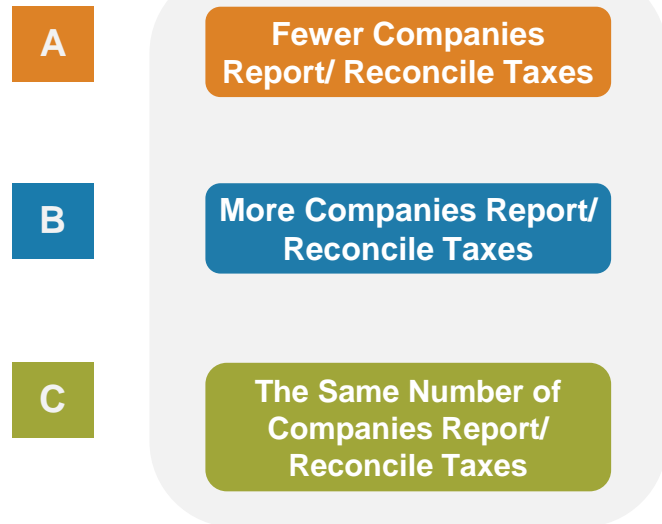 A
Fewer Companies
Report/ Reconcile Taxes
B
More Companies Report/
Reconcile Taxes
C
The Same Number of
Companies Report/
Reconcile Taxes